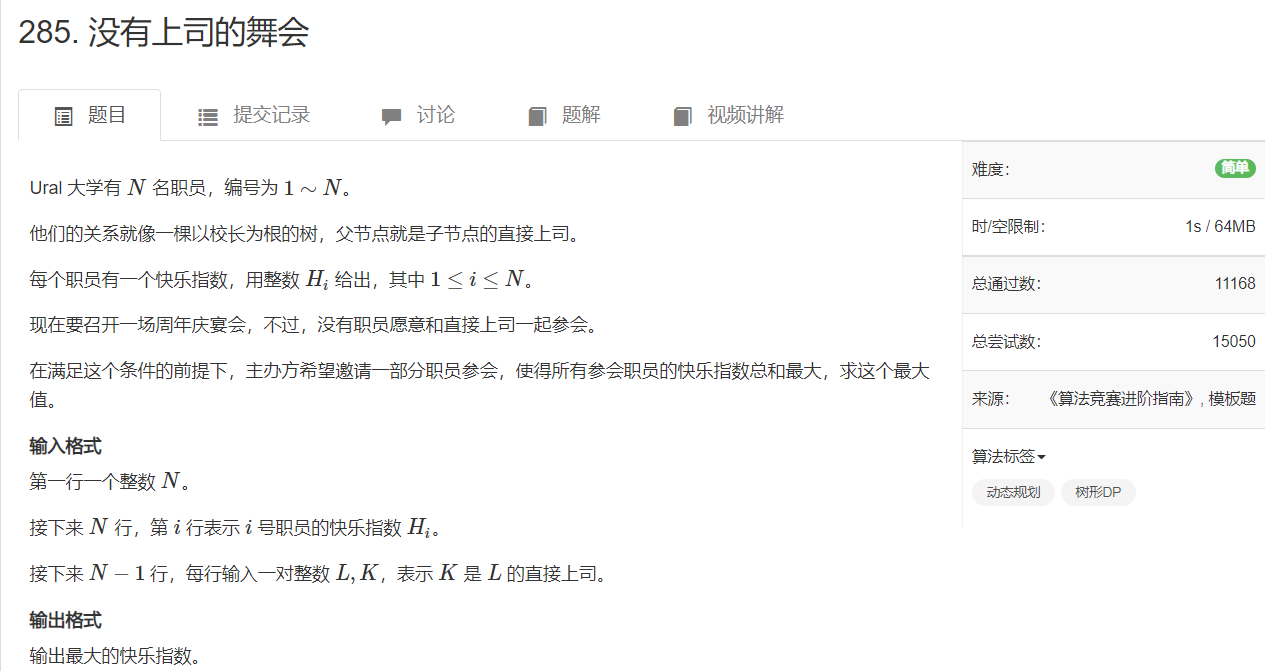 285. 没有上司的舞会
题目 提交记录 讨论 题解 视频讲解
Ural 大学有 N 名职员，编号为 1 ∼ N。
他们的关系就像一棵以校长为根的树，父节点就是子节点的直接上司。
每个职员有一个快乐指数，用整数 Hi 给出，其中 1 ≤ i ≤ N。
现在要召开一场周年庆宴会，不过，没有职员愿意和直接上司一起参会。
在满足这个条件的前提下，主办方希望邀请一部分职员参会，使得所有参会职员的快乐指数总和最大，求这个最大
值。
输入格式
第一行一个整数 N。
接下来 N 行，第 i 行表示 i 号职员的快乐指数 Hi。
接下来 N − 1 行，每行输入一对整数 L, K，表示 K 是 L 的直接上司。
输出格式
输出最大的快乐指数。
难度： 简单
时/空限制： 1s / 64MB
总通过数： 11168
总尝试数： 15050
来源： 《算法竞赛进阶指南》, 模板题
算法标签
动态规划 树形DP